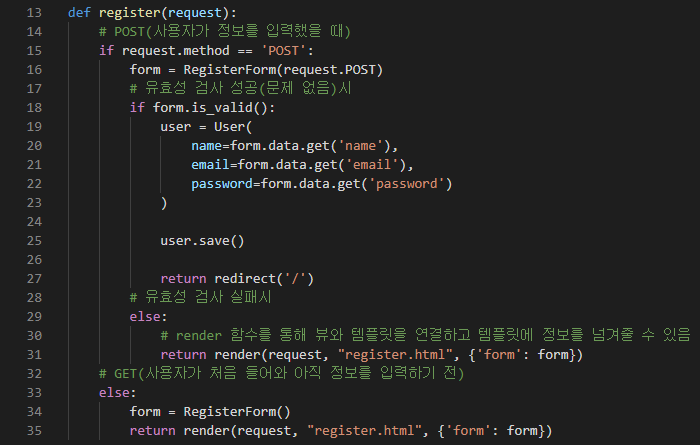 13 def register(request):
14     # POST(사용자가 정보를 입력했을 때)
15     if request.method == 'POST':
16         form = RegisterForm(request.POST)
17         # 유효성 검사 성공(문제 없음)시
18         if form.is_valid():
19             user = User(
20                 name=form.data.get('name'),
21                 email=form.data.get('email'),
22                 password=form.data.get('password')
23             )
24
25             user.save()
26
27             return redirect('/')
28         # 유효성 검사 실패시
29         else:
30             # render 함수를 통해 뷰와 템플릿을 연결하고 템플릿에 정보를 넘겨줄 수 있음
31             return render(request, "register.html", {'form': form})
32     # GET(사용자가 처음 들어와 아직 정보를 입력하기 전)
33     else:
34         form = RegisterForm()
35         return render(request, "register.html", {'form': form})